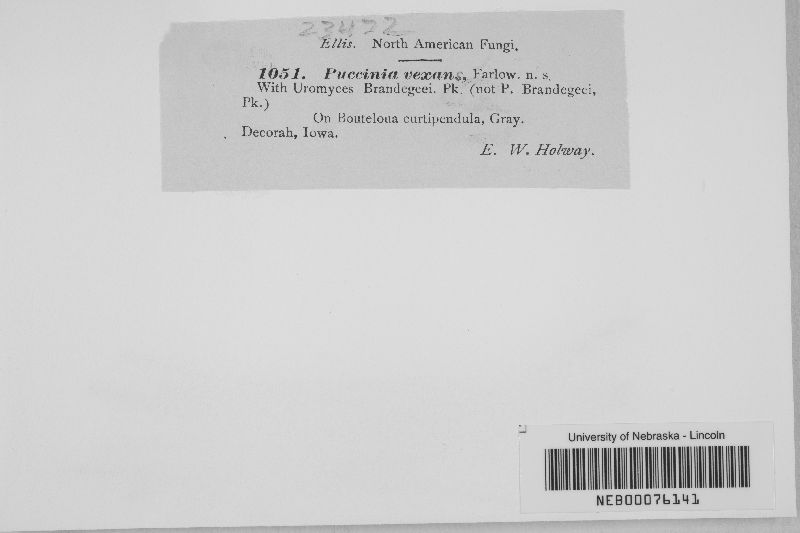 23472
Ellis. North American Fungi.
1051. Puccinia vexans, Farlow. n. s.
With Uromyces Brandegeei. Pk. (not P. Brandegeei,
Pk.)
On Bouteloua curtipendula, Gray.
Decorah, Iowa.
E. W. Holway.
University of Nebraska - Lincoln
NEB00076141